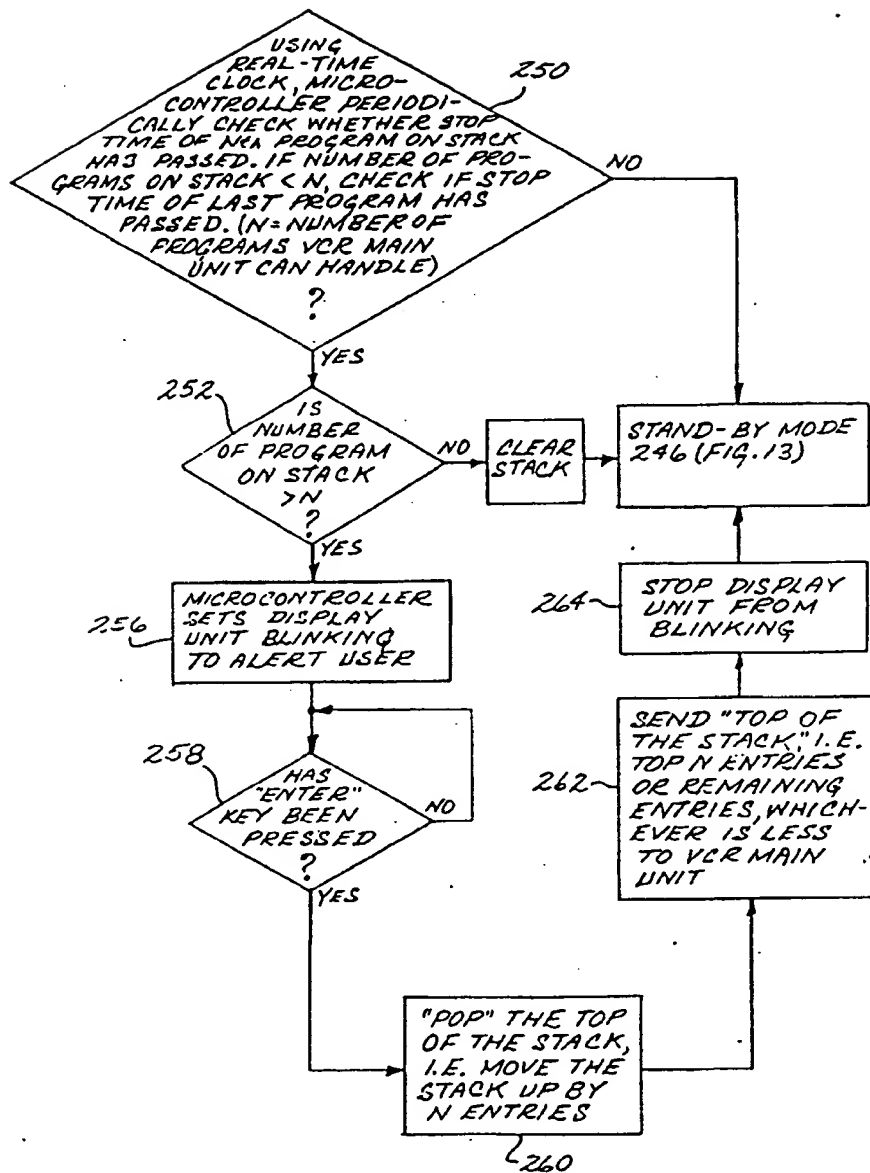 USING
REAL-TIME
CLOCK, MICRO-
CONTROLLER PERIODI-
CALLY CHECK WHETHER STOP
TIME OF Nth PROGRAM ON STACK
HAS PASSED. IF NUMBER OF PRO-
GRAMS ON STACK < N, CHECK IF STOP
TIME OF LAST PROGRAM HAS
PASSED. (N = NUMBER OF
PROGRAMS VCR MAIN
UNIT CAN HANDLE)
?
250
NO
YES
252
IS
NUMBER
OF PROGRAM
ON STACK
>N
?
NO
CLEAR
STACK
STAND-BY MODE
246 (FIG. 13)
YES
256
MICROCONTROLLER
SETS DISPLAY
UNIT BLINKING
TO ALERT USER
264
STOP DISPLAY
UNIT FROM
BLINKING
258
HAS
"ENTER"
KEY BEEN
PRESSED
?
NO
YES
262
SEND "TOP OF
THE STACK," I.E.
TOP N ENTRIES
OR REMAINING
ENTRIES, WHICH-
EVER IS LESS
TO VCR MAIN
UNIT
"POP" THE TOP
OF THE STACK,
I.E. MOVE THE
STACK UP BY
N ENTRIES
260